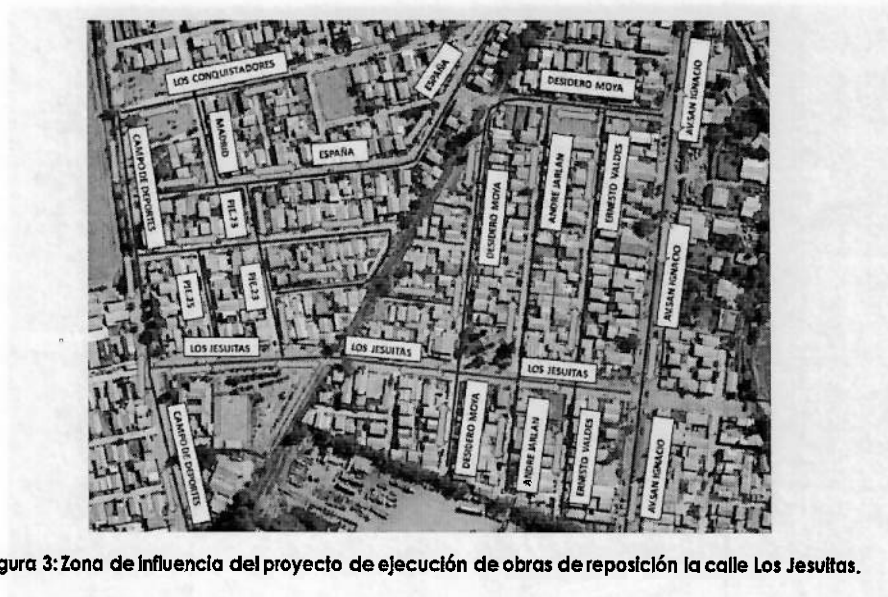 LOS CONQUISTADORES
ESPAÑA
DESIDERO MOYA
AV.SAN IGNACIO
CAMPO DE DEPORTES
MADRID
ESPAÑA
DESIDERO MOYA
ANDRE JARLAN
ERNESTO VALDES
PJE.75
AV.SAN IGNACIO
PJE.75
PJE.23
LOS JESUITAS
LOS JESUITAS
LOS JESUITAS
CAMPO DE DEPORTES
DESIDERO MOYA
ANDRE JARLAN
ERNESTO VALDES
AV.SAN IGNACIO
gura 3: Zona de influencia del proyecto de ejecución de obras de reposición la calle Los Jesuitas.